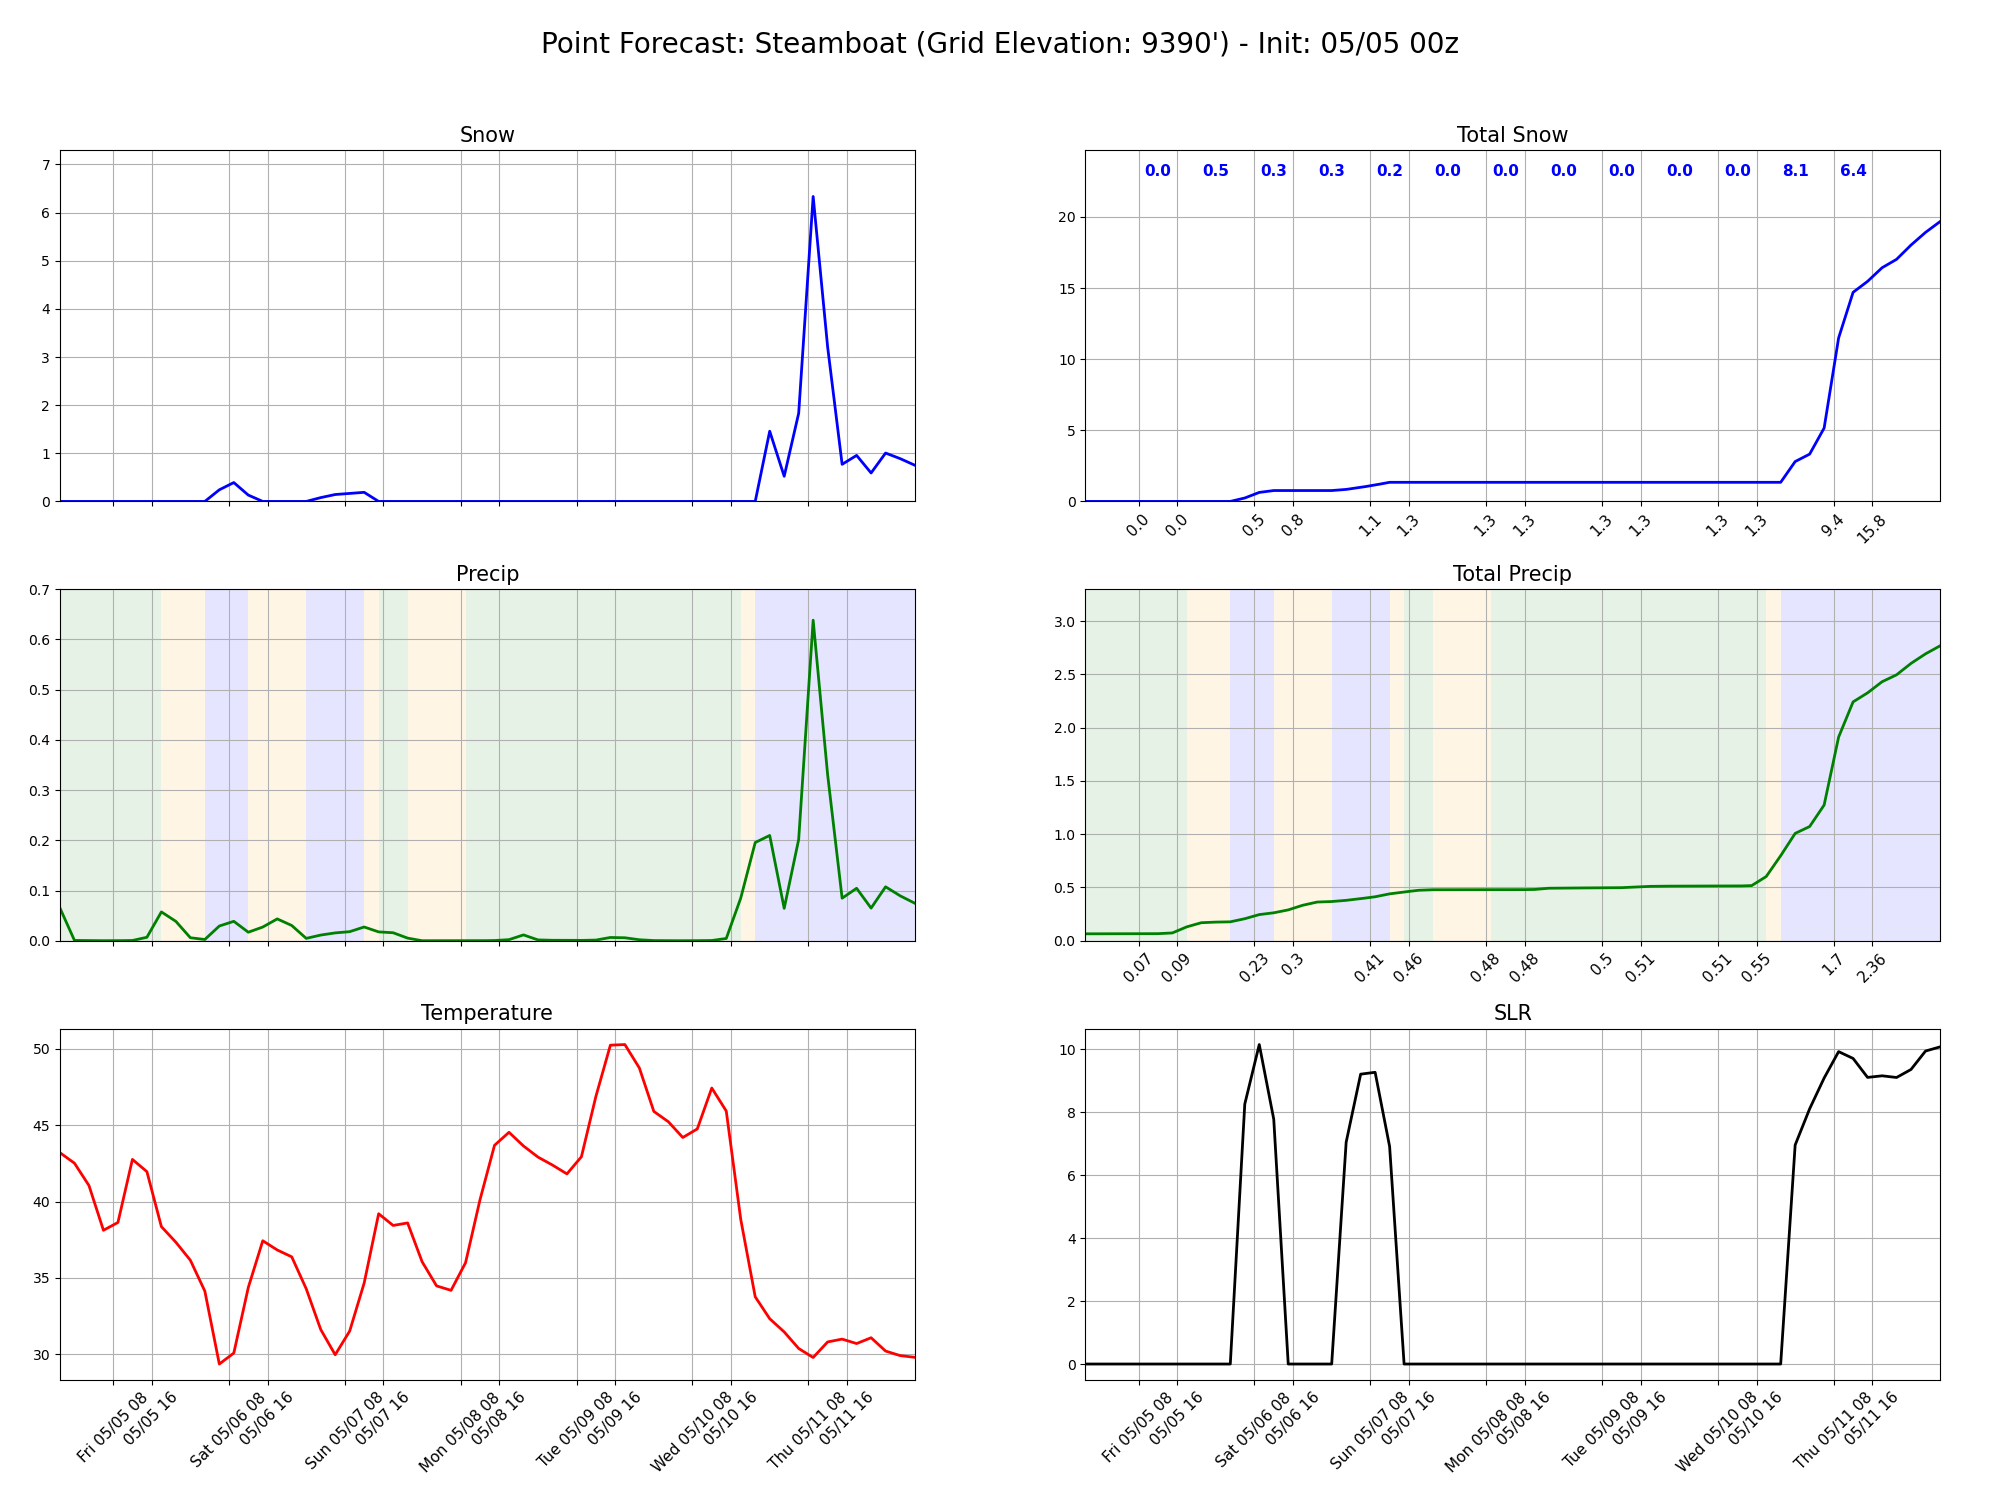 Point Forecast: Steamboat (Grid Elevation: 9390') - Init: 05/05 00z
Snow
7
6
5
4
3
2
1
0
Total Snow
0.0 0.5 0.3 0.3 0.2 0.0 0.0 0.0 0.0 0.0 0.0 8.1 6.4
20
15
10
5
0
0.0 0.0 0.5 0.8 1.1 1.3 1.3 1.3 1.3 1.3 1.3 1.3 9.4 15.8
Precip
0.7
0.6
0.5
0.4
0.3
0.2
0.1
0.0
Total Precip
3.0
2.5
2.0
1.5
1.0
0.5
0.0
0.07 0.09 0.23 0.3 0.41 0.46 0.48 0.48 0.5 0.51 0.51 0.55 1.7 2.36
Temperature
50
45
40
35
30
Fri 05/05 08
05/05 16
Sat 05/06 08
05/06 16
Sun 05/07 08
05/07 16
Mon 05/08 08
05/08 16
Tue 05/09 08
05/09 16
Wed 05/10 08
05/10 16
Thu 05/11 08
05/11 16
SLR
10
8
6
4
2
0
Fri 05/05 08
05/05 16
Sat 05/06 08
05/06 16
Sun 05/07 08
05/07 16
Mon 05/08 08
05/08 16
Tue 05/09 08
05/09 16
Wed 05/10 08
05/10 16
Thu 05/11 08
05/11 16